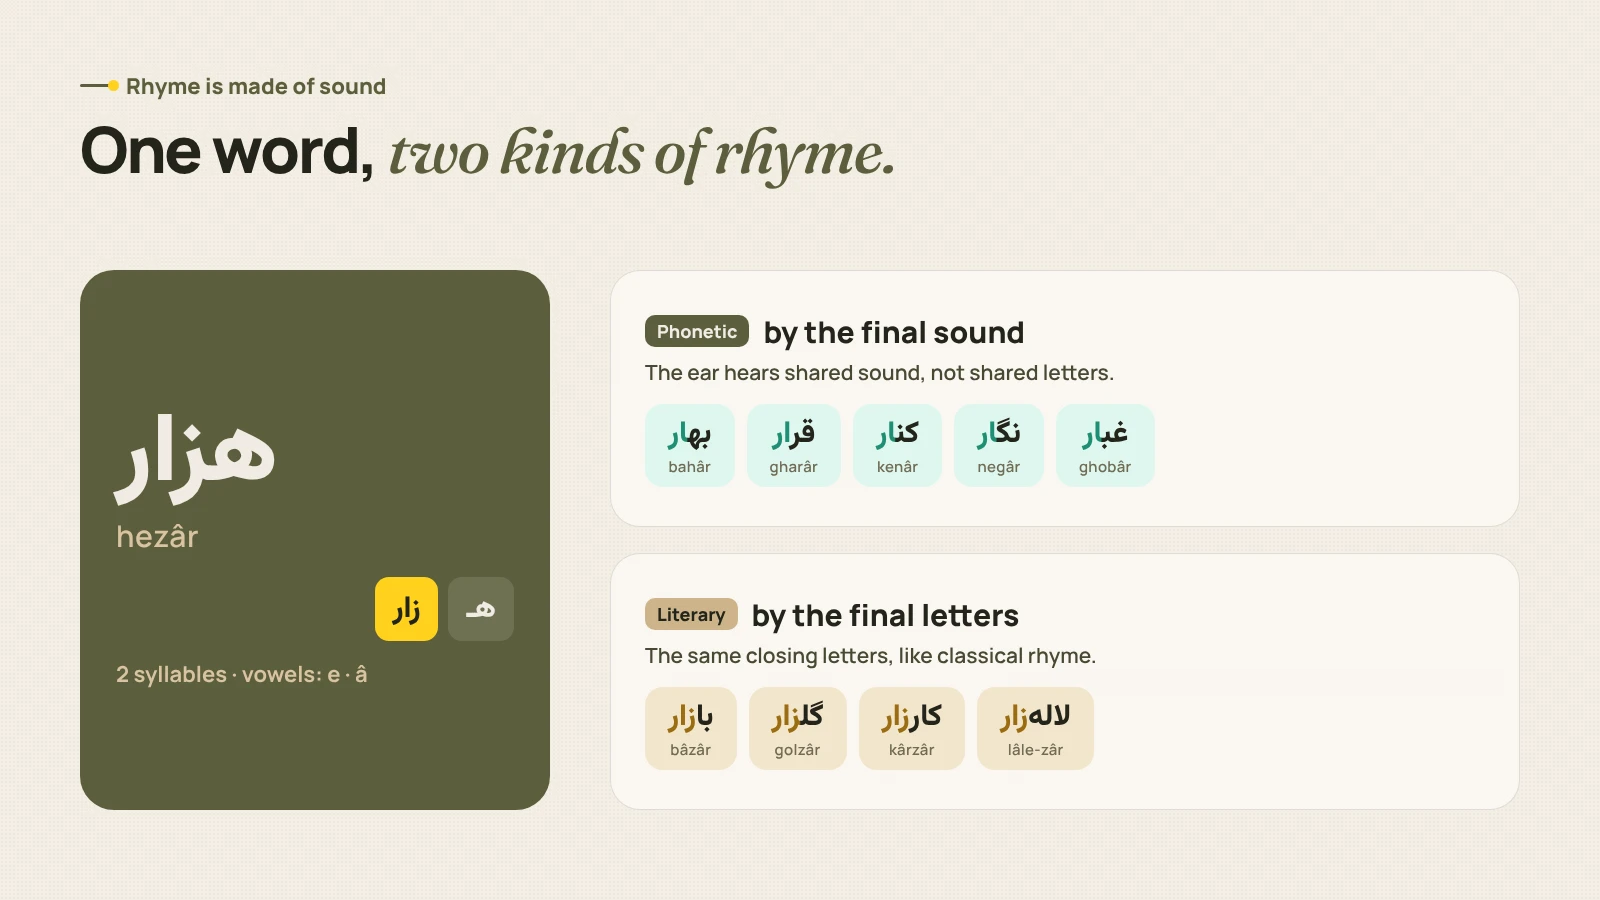 Rhyme is made of sound
One word, two kinds of rhyme.
هزار
hezâr
هـ زار
2 syllables · vowels: e · â
Phonetic by the final sound
The ear hears shared sound, not shared letters.
بهار قرار کنار نگار غبار
bahâr gharâr kenâr negâr ghobâr
Literary by the final letters
The same closing letters, like classical rhyme.
بازار گلزار کارزار لاله‌زار
bâzâr golzâr kârzâr lâle-zâr